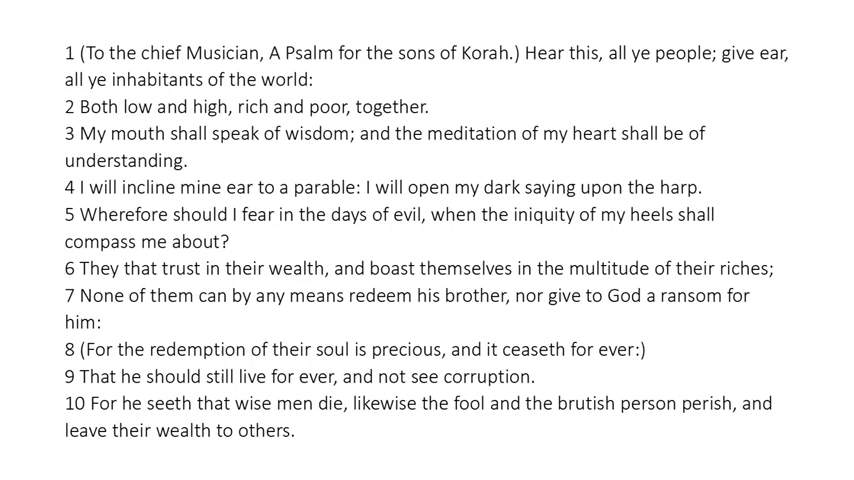 1 (To the chief Musician, A Psalm for the sons of Korah.) Hear this, all ye people; give ear,
all ye inhabitants of the world:
2 Both low and high, rich and poor, together.
3 My mouth shall speak of wisdom; and the meditation of my heart shall be of
understanding.
4 I will incline mine ear to a parable: I will open my dark saying upon the harp.
5 Wherefore should I fear in the days of evil, when the iniquity of my heels shall
compass me about?
6 They that trust in their wealth, and boast themselves in the multitude of their riches;
7 None of them can by any means redeem his brother, nor give to God a ransom for
him:
8 (For the redemption of their soul is precious, and it ceaseth for ever:)
9 That he should still live for ever, and not see corruption.
10 For he seeth that wise men die, likewise the fool and the brutish person perish, and
leave their wealth to others.